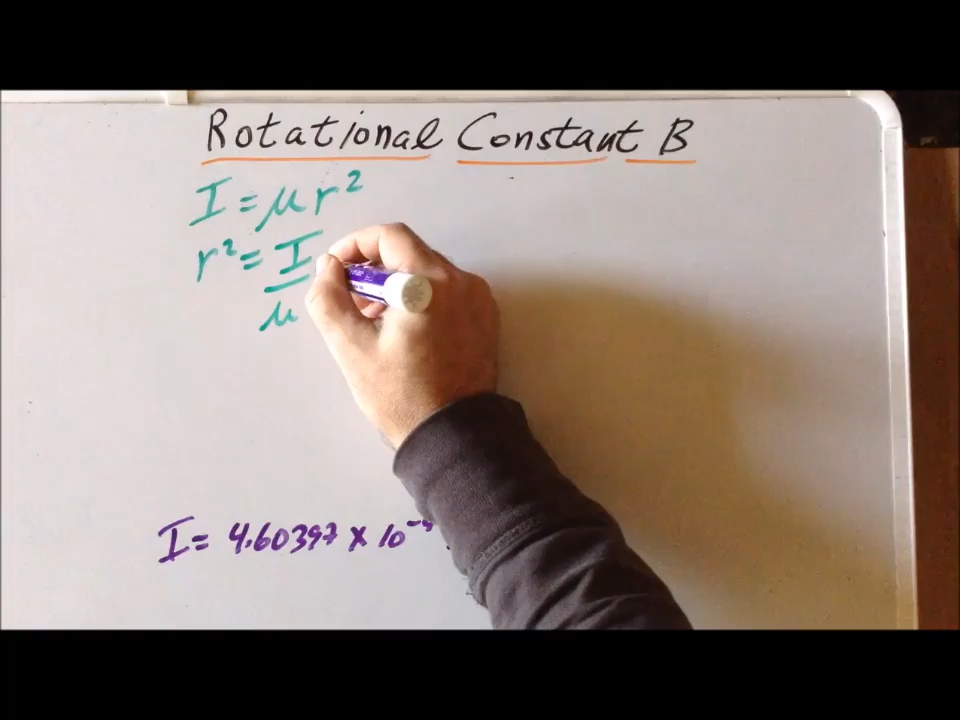 Rotational Constant B
I = μr²
r² = I
μ
I = 4.60397 × 10⁻⁴